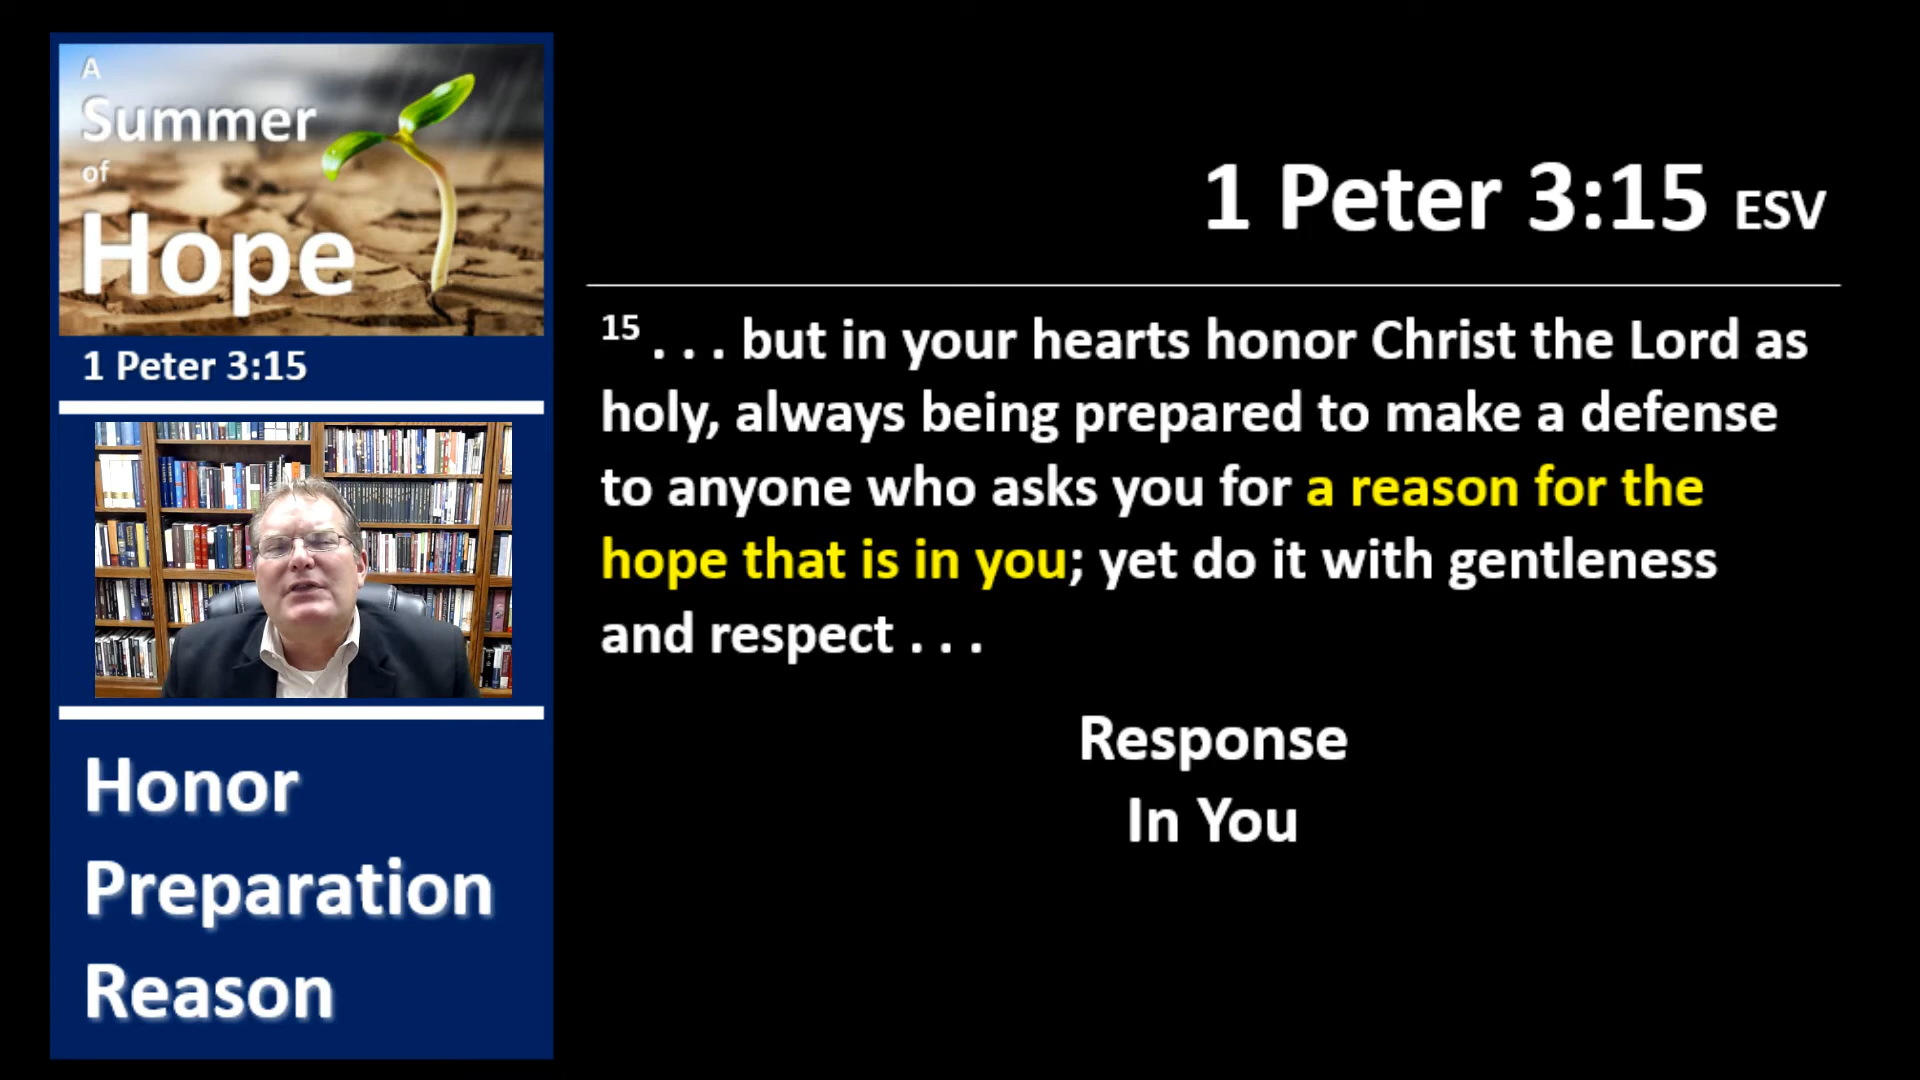 A
Summer
of
Hope
1 Peter 3:15
Honor
Preparation
Reason
1 Peter 3:15 ESV
15 . . . but in your hearts honor Christ the Lord as
holy, always being prepared to make a defense
to anyone who asks you for a reason for the
hope that is in you; yet do it with gentleness
and respect . . .
Response
In You